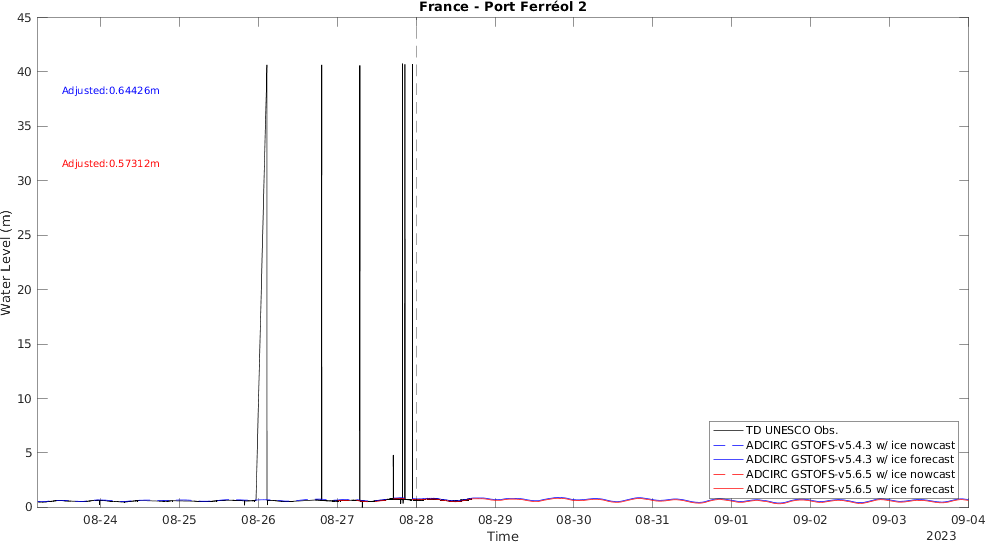 France - Port Ferréol 2
45
40
35
30
25
20
15
10
5
0
Water Level (m)
Adjusted:0.64426m
Adjusted:0.57312m
TD UNESCO Obs.
ADCIRC GSTOFS-v5.4.3 w/ ice nowcast
ADCIRC GSTOFS-v5.4.3 w/ ice forecast
ADCIRC GSTOFS-v5.6.5 w/ ice nowcast
ADCIRC GSTOFS-v5.6.5 w/ ice forecast
08-24 08-25 08-26 08-27 08-28 08-29 08-30 08-31 09-01 09-02 09-03 09-04
Time
2023